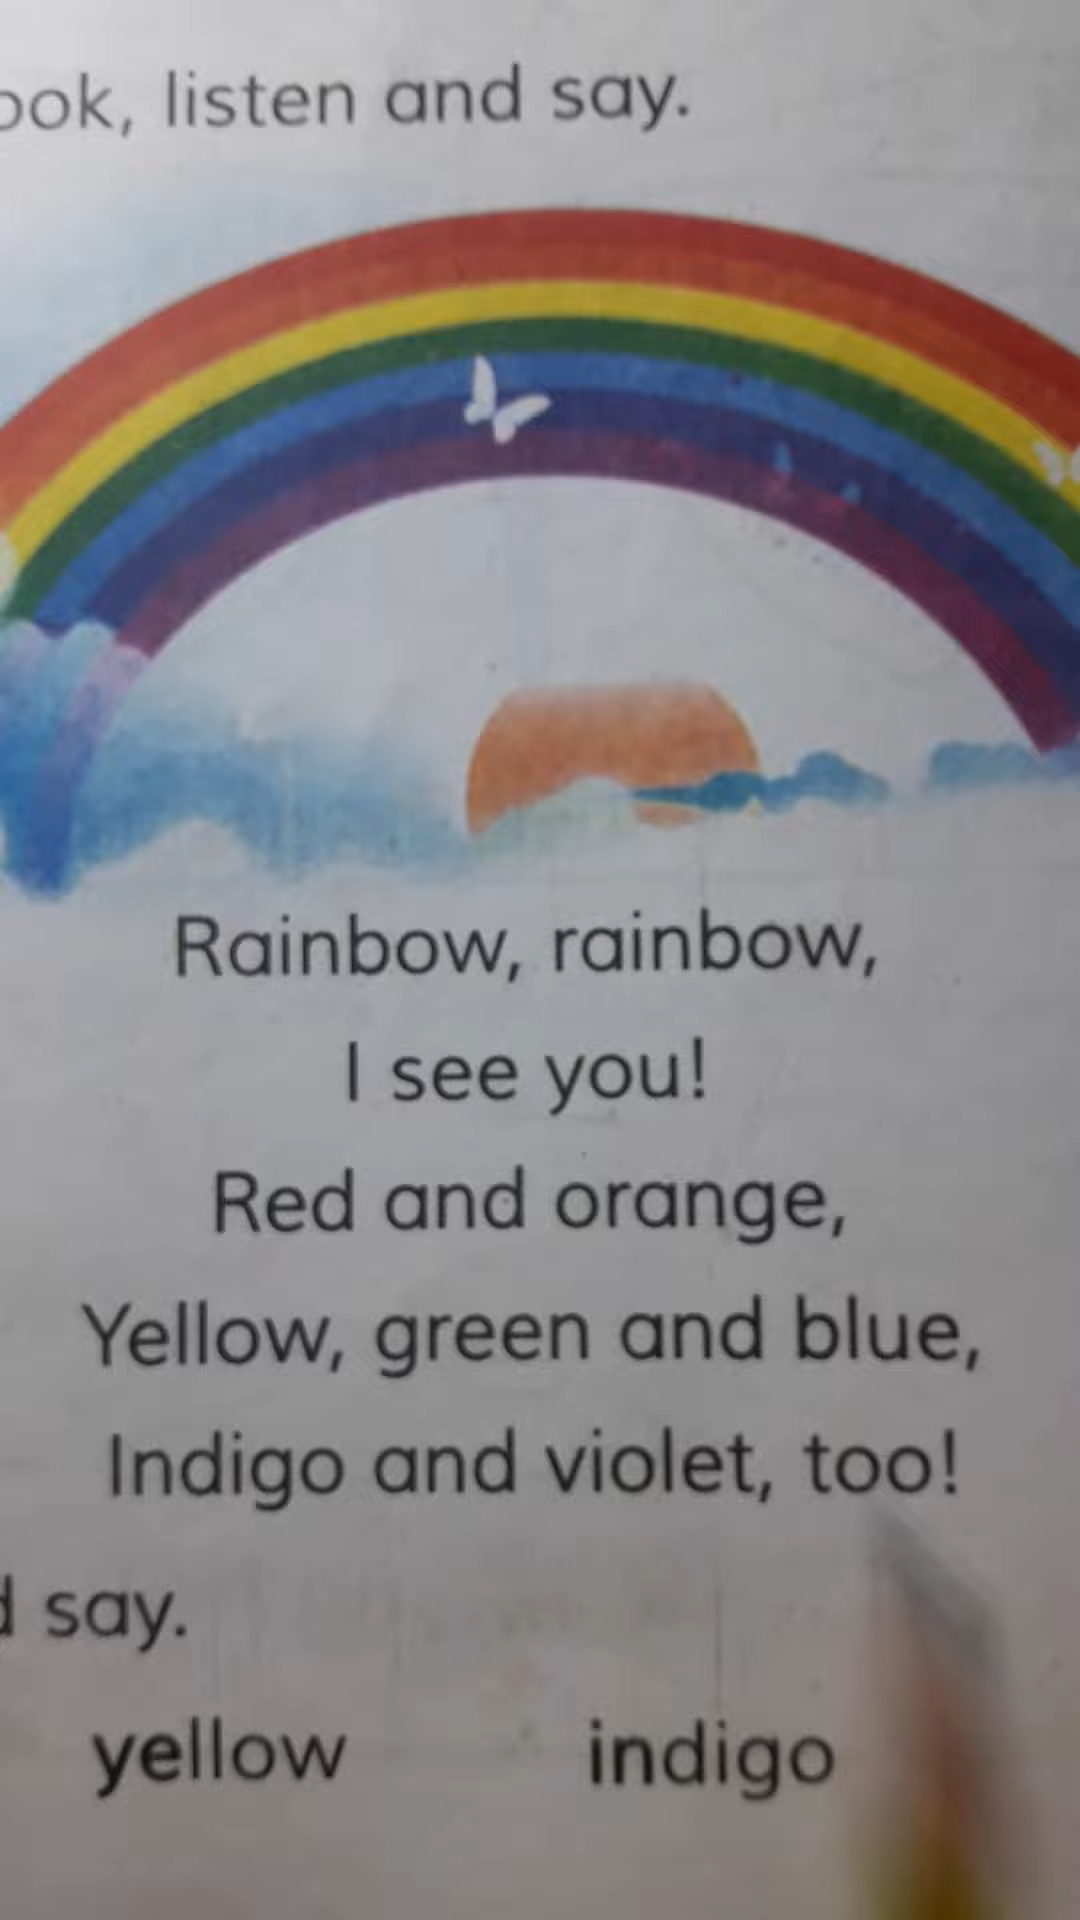 ook, listen and say.
Rainbow, rainbow,
I see you!
Red and orange,
Yellow, green and blue,
Indigo and violet, too!
d say.
yellow indigo